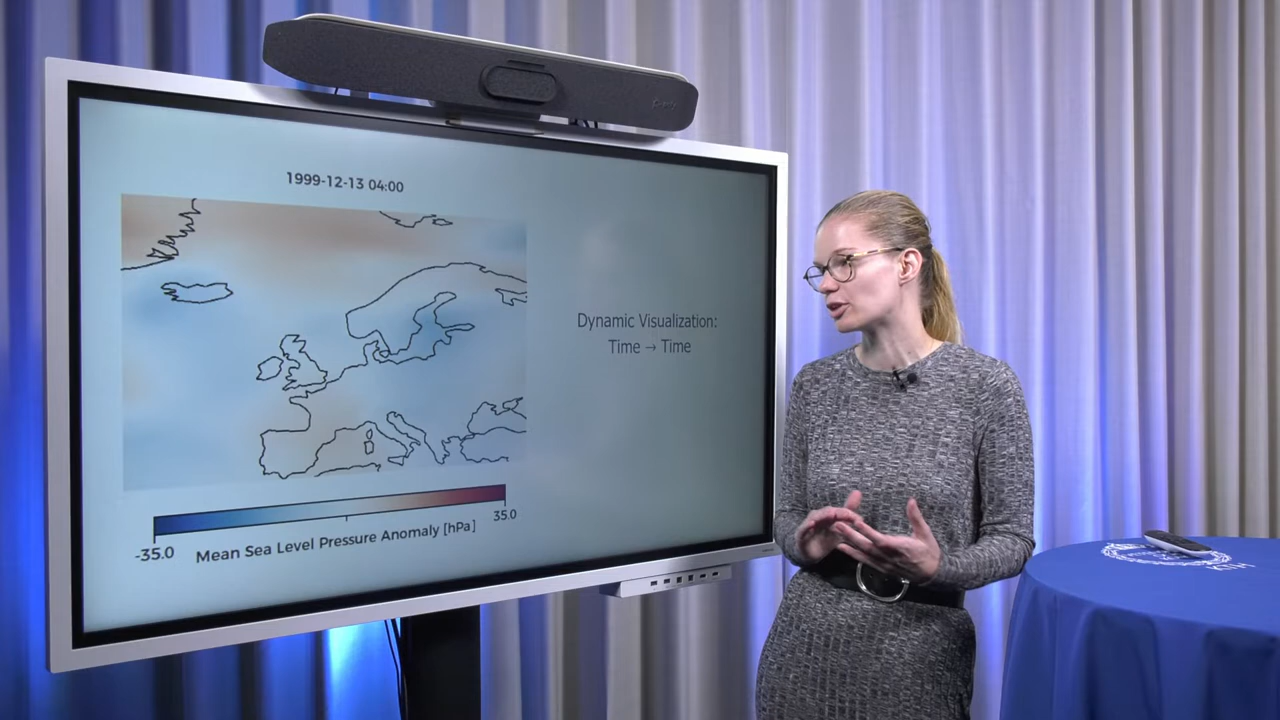 1999-12-13 04:00
Dynamic Visualization:
Time → Time
-35.0
35.0
Mean Sea Level Pressure Anomaly [hPa]
KTH